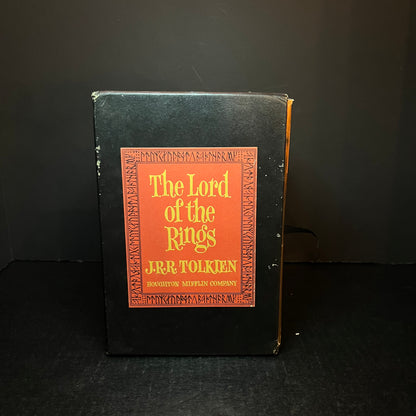 The Lord
of the
Rings
J.R.R. TOLKIEN
HOUGHTON MIFFLIN COMPANY